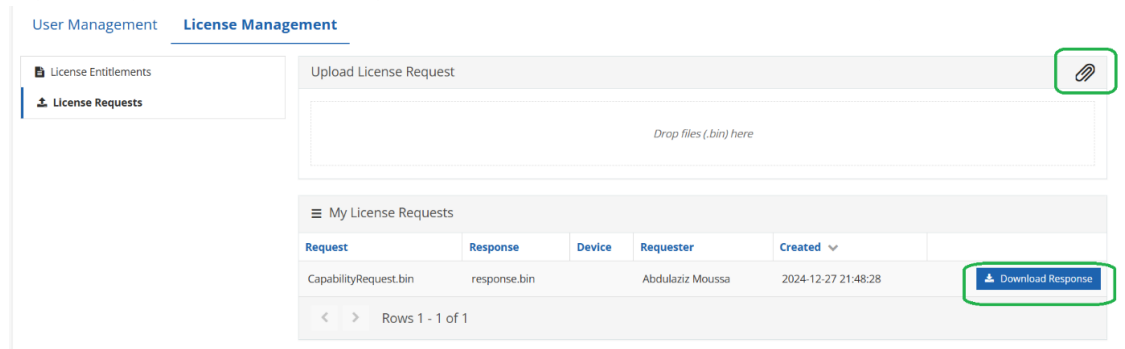 User Management License Management
License Entitlements
License Requests
Upload License Request
Drop files (.bin) here
My License Requests
Request Response Device Requester Created
CapabilityRequest.bin response.bin Abdulaziz Moussa 2024-12-27 21:48:28 Download Response
Rows 1 - 1 of 1